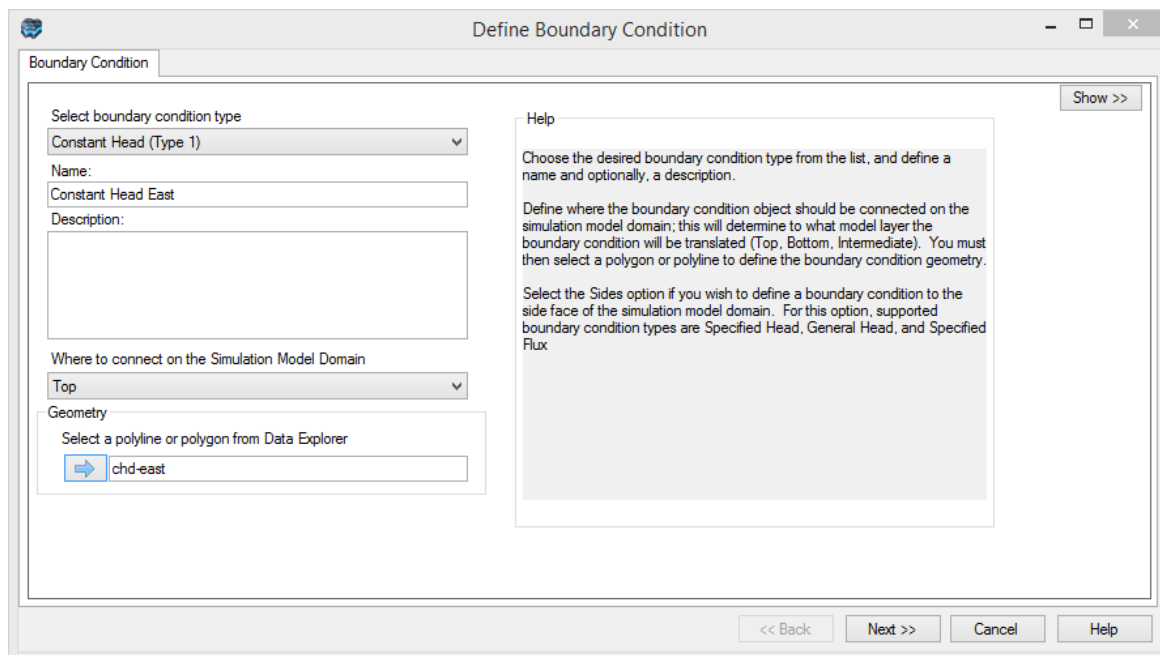 Define Boundary Condition
Boundary Condition
Show >>
Select boundary condition type
Constant Head (Type 1)
Name:
Constant Head East
Description:
Where to connect on the Simulation Model Domain
Top
Geometry
Select a polyline or polygon from Data Explorer
chd-east
Help
Choose the desired boundary condition type from the list, and define a
name and optionally, a description.
Define where the boundary condition object should be connected on the
simulation model domain; this will determine to what model layer the
boundary condition will be translated (Top, Bottom, Intermediate). You must
then select a polygon or polyline to define the boundary condition geometry.
Select the Sides option if you wish to define a boundary condition to the
side face of the simulation model domain. For this option, supported
boundary condition types are Specified Head, General Head, and Specified
Flux
<< Back
Next >>
Cancel
Help